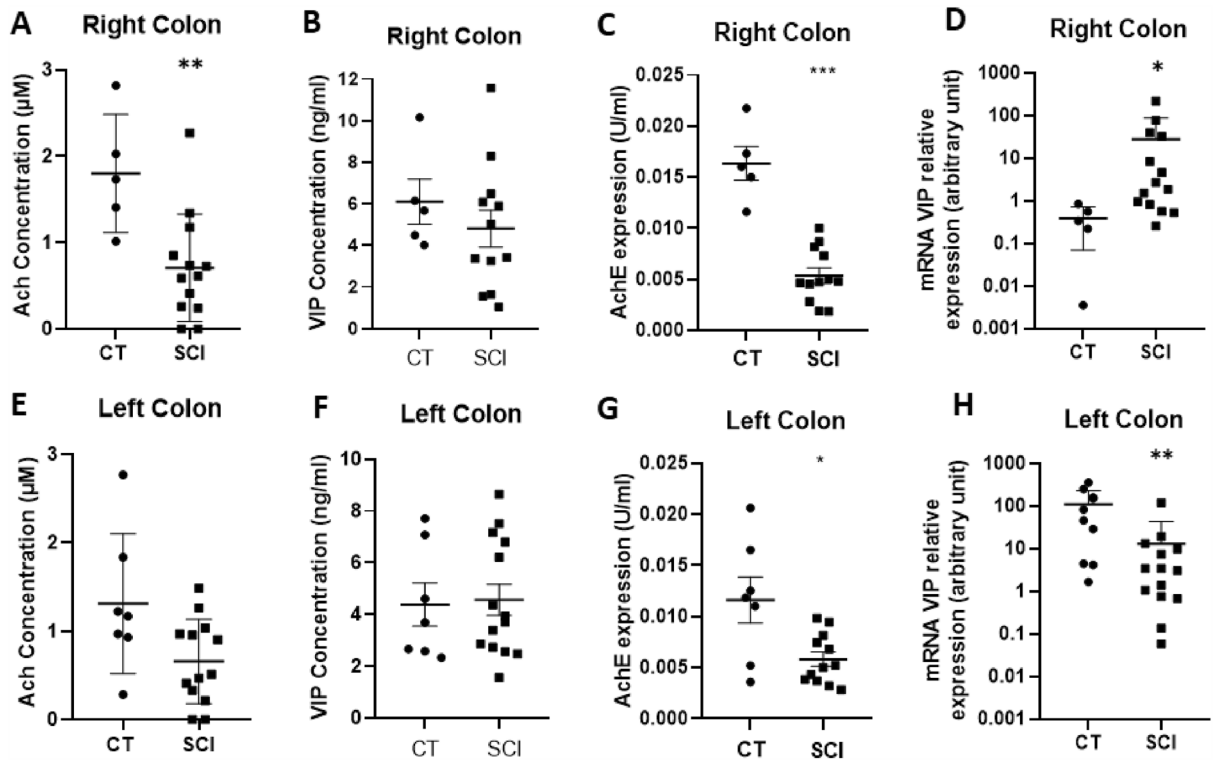 A
Right Colon
**
Ach Concentration (µM)
3
2
1
0
CT
SCI
B
Right Colon
VIP Concentration (ng/ml)
12
10
8
6
4
2
0
CT
SCI
C
Right Colon
***
AchE expression (U/ml)
0.025
0.020
0.015
0.010
0.005
0.000
CT
SCI
D
Right Colon
*
mRNA VIP relative
expression (arbitrary unit)
1000
100
10
1
0.1
0.01
0.001
CT
SCI
E
Left Colon
Ach Concentration (µM)
3
2
1
0
CT
SCI
F
Left Colon
VIP Concentration (ng/ml)
10
8
6
4
2
0
CT
SCI
G
Left Colon
*
AchE expression (U/ml)
0.025
0.020
0.015
0.010
0.005
0.000
CT
SCI
H
Left Colon
**
mRNA VIP relative
expression (arbitrary unit)
1000
100
10
1
0.1
0.01
0.001
CT
SCI